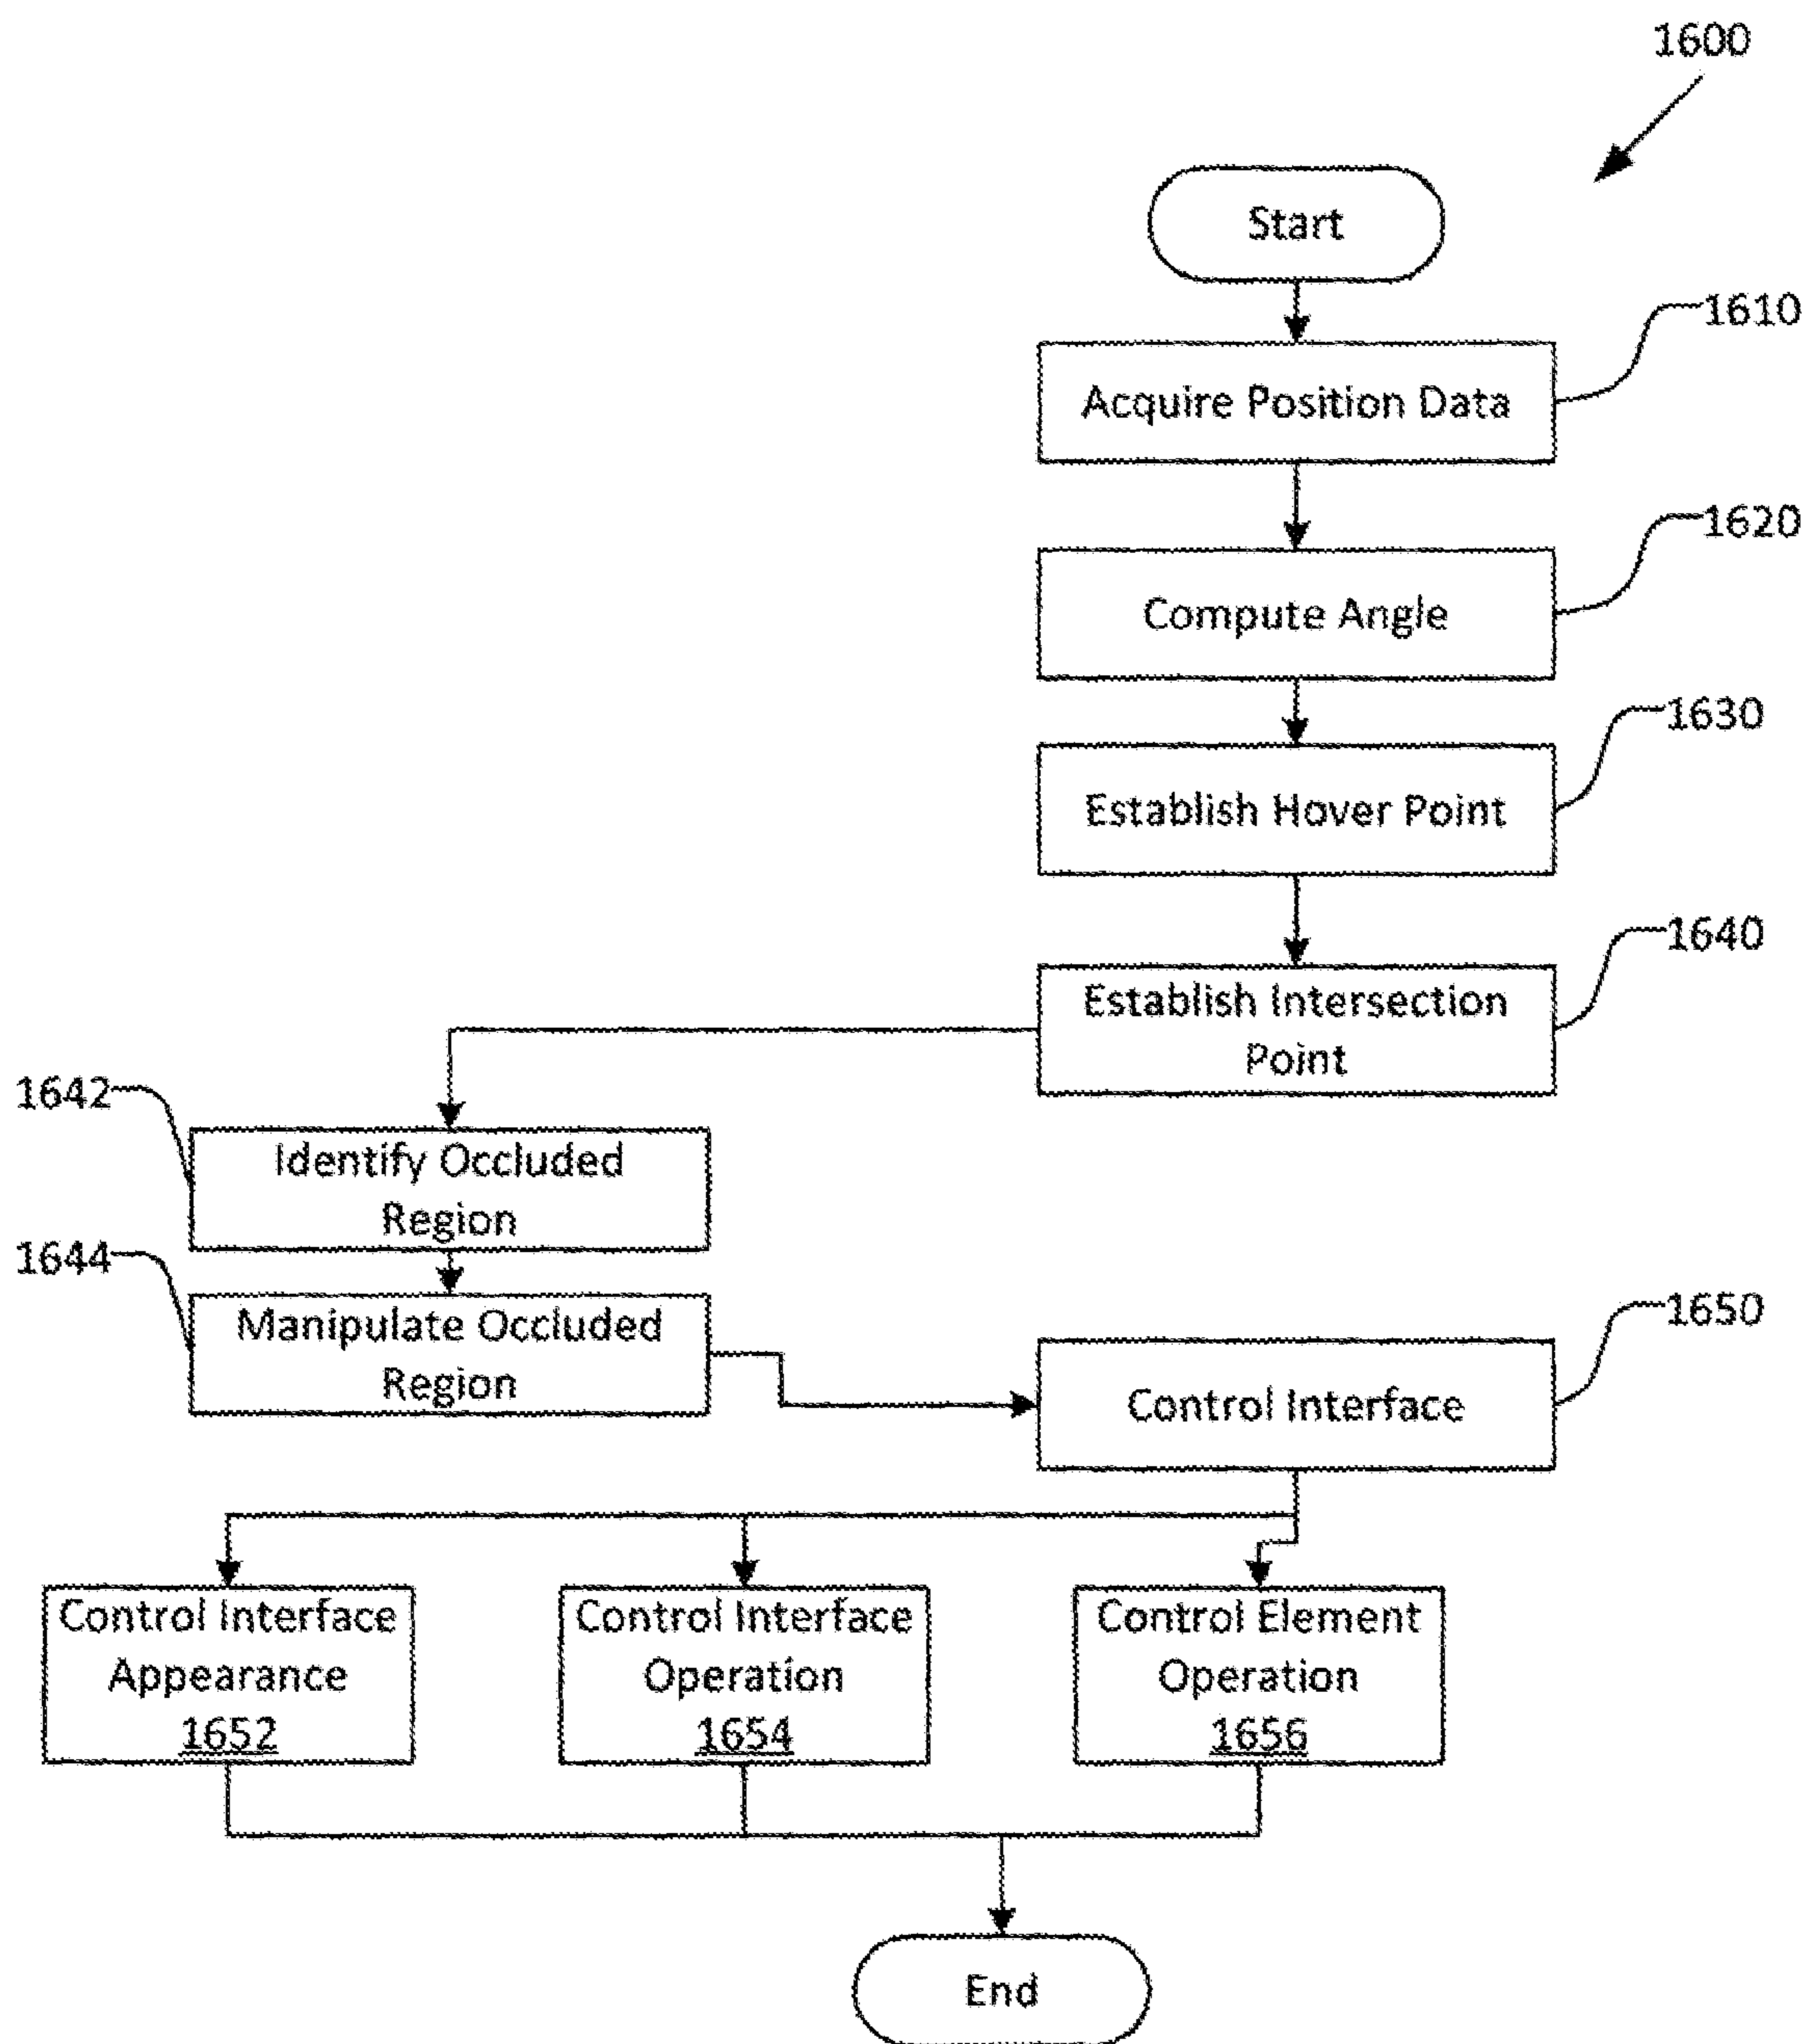 1600
Start
1610
Acquire Position Data
1620
Compute Angle
1630
Establish Hover Point
1640
Establish Intersection
Point
1642
Identify Occluded
Region
1644
Manipulate Occluded
Region
1650
Control Interface
Control Interface
Appearance
1652
Control Interface
Operation
1654
Control Element
Operation
1656
End